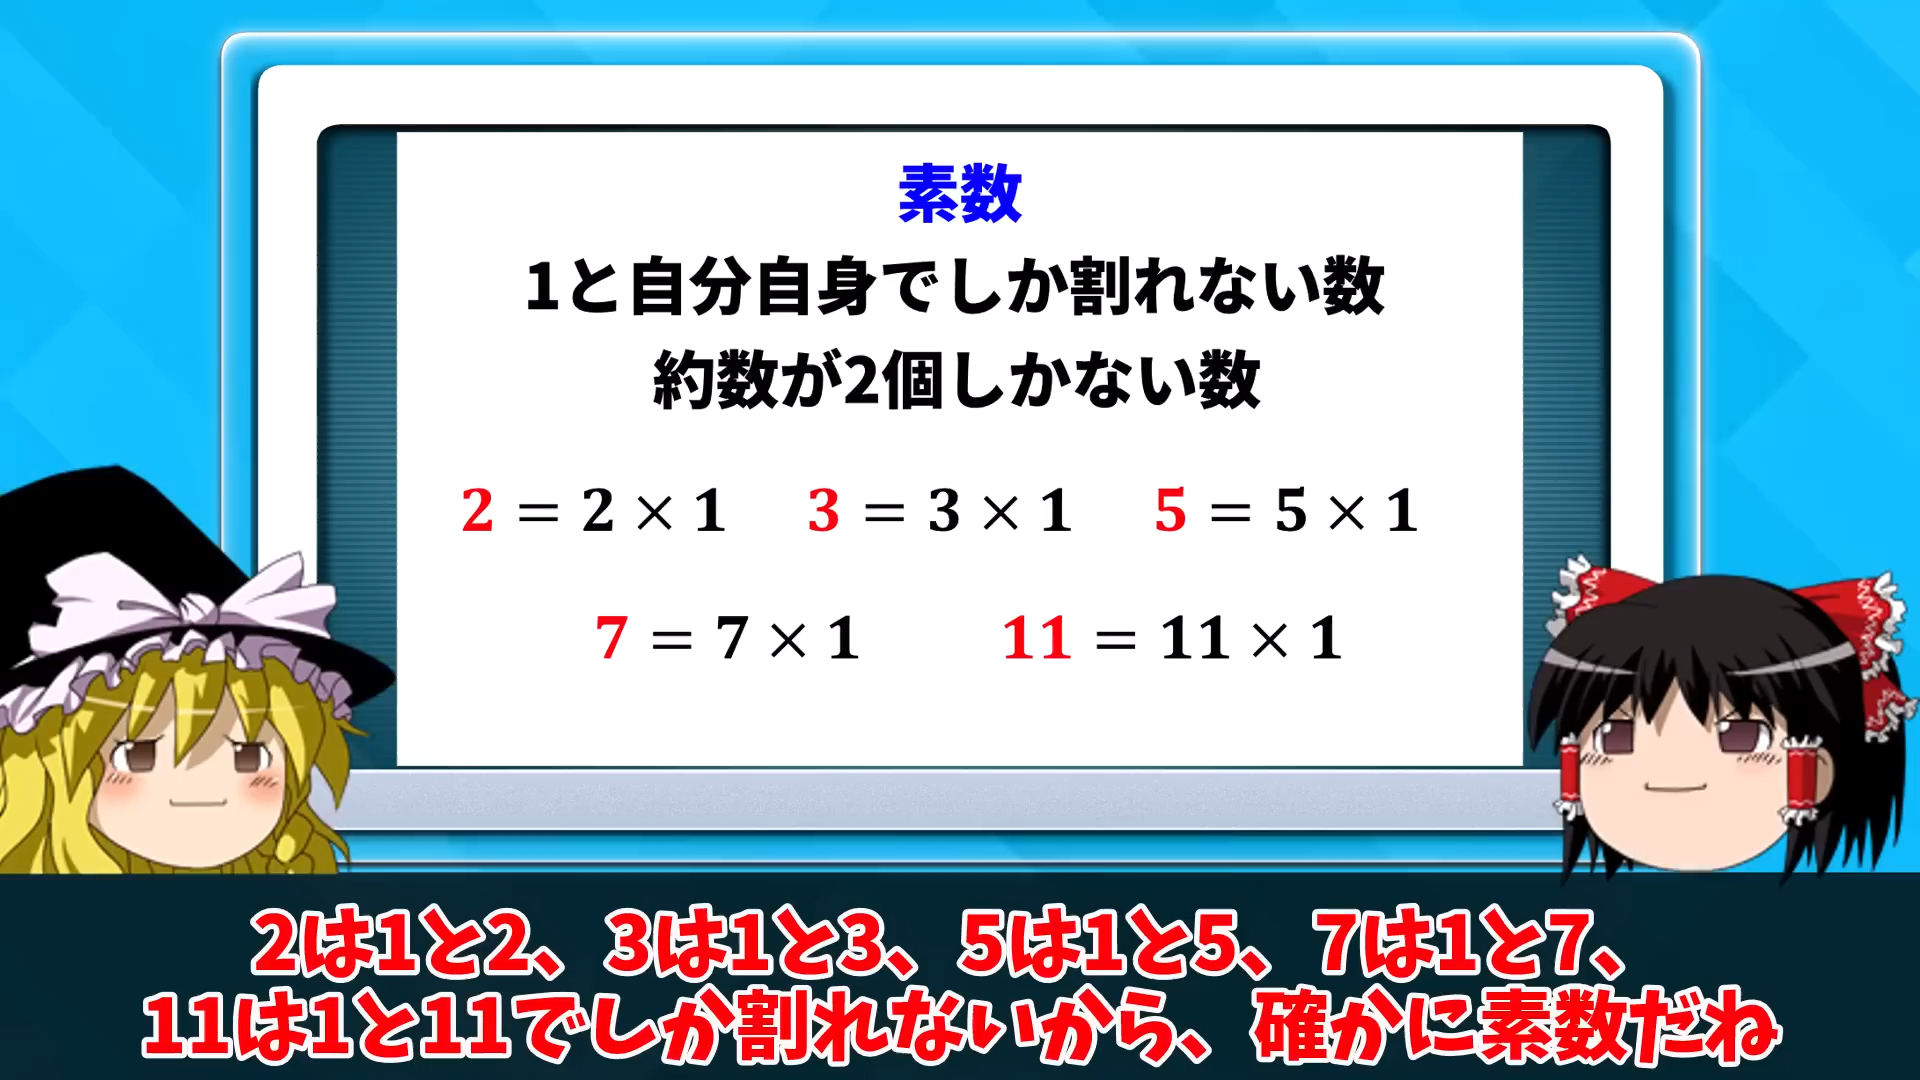 素数
1と自分自身でしか割れない数
約数が2個しかない数
2 = 2 × 1 3 = 3 × 1 5 = 5 × 1
7 = 7 × 1 11 = 11 × 1
2は1と2、3は1と3、5は1と5、7は1と7、
11は1と11でしか割れないから、確かに素数だね